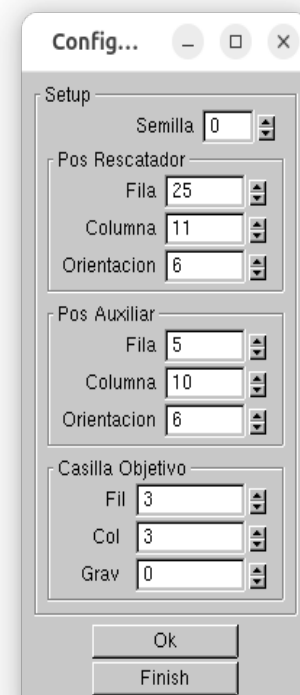 Config...
Setup
Semilla 0
Pos Rescatador
Fila 25
Columna 11
Orientacion 6
Pos Auxiliar
Fila 5
Columna 10
Orientacion 6
Casilla Objetivo
Fil 3
Col 3
Grav 0
Ok
Finish